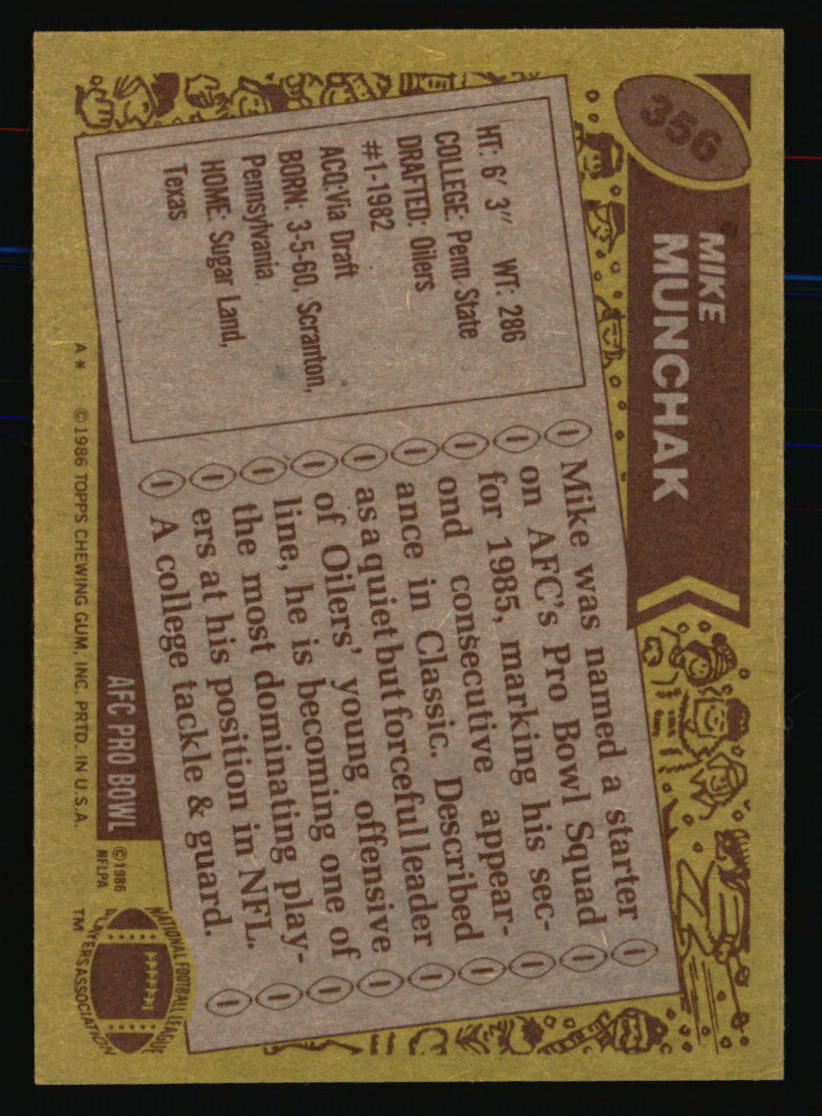 356
MIKE
MUNCHAK
HT: 6' 3" WT: 286
COLLEGE: Penn State
DRAFTED: Oilers
#1-1982
ACQ: Via Draft
BORN: 3-5-60, Scranton,
Pennsylvania
HOME: Sugar Land,
Texas
Mike was named a starter
on AFC's Pro Bowl Squad
for 1985, marking his sec-
ond consecutive appear-
ance in Classic. Described
as a quiet but forceful leader
of Oilers' young offensive
line, he is becoming one of
the most dominating play-
ers at his position in NFL.
A college tackle & guard.
AFC PRO BOWL
A* ©1986 TOPPS CHEWING GUM, INC. PRTD. IN U.S.A.
©1986
NFLPA
NATIONAL FOOTBALL LEAGUE
PLAYERS ASSOCIATION
TM